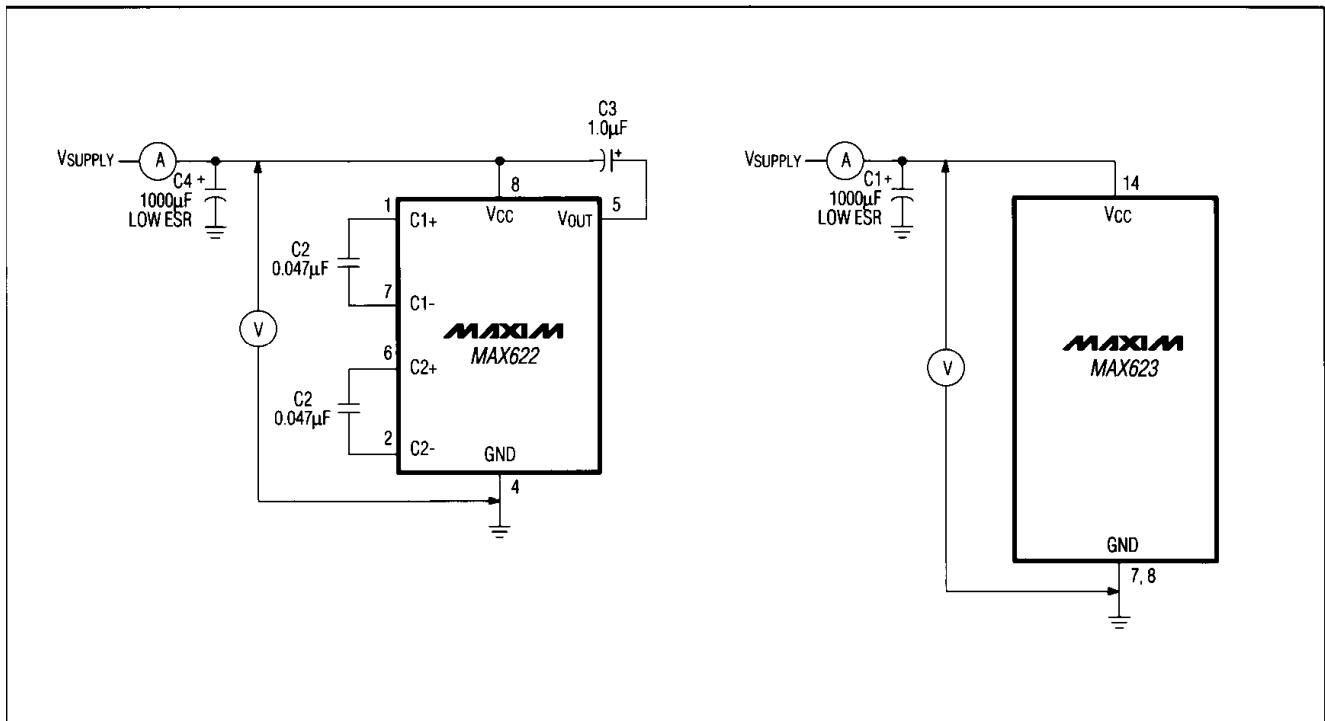 C3
1.0µF
VSUPPLY
A
C4 +
1000µF
LOW ESR
+
8
VCC
1
C1+
5
VOUT
C2
0.047µF
7
C1-
V
MAXIM
MAX622
6
C2+
C2
0.047µF
2
C2-
GND
4
VSUPPLY
A
C1+
1000µF
LOW ESR
14
VCC
V
MAXIM
MAX623
GND
7, 8